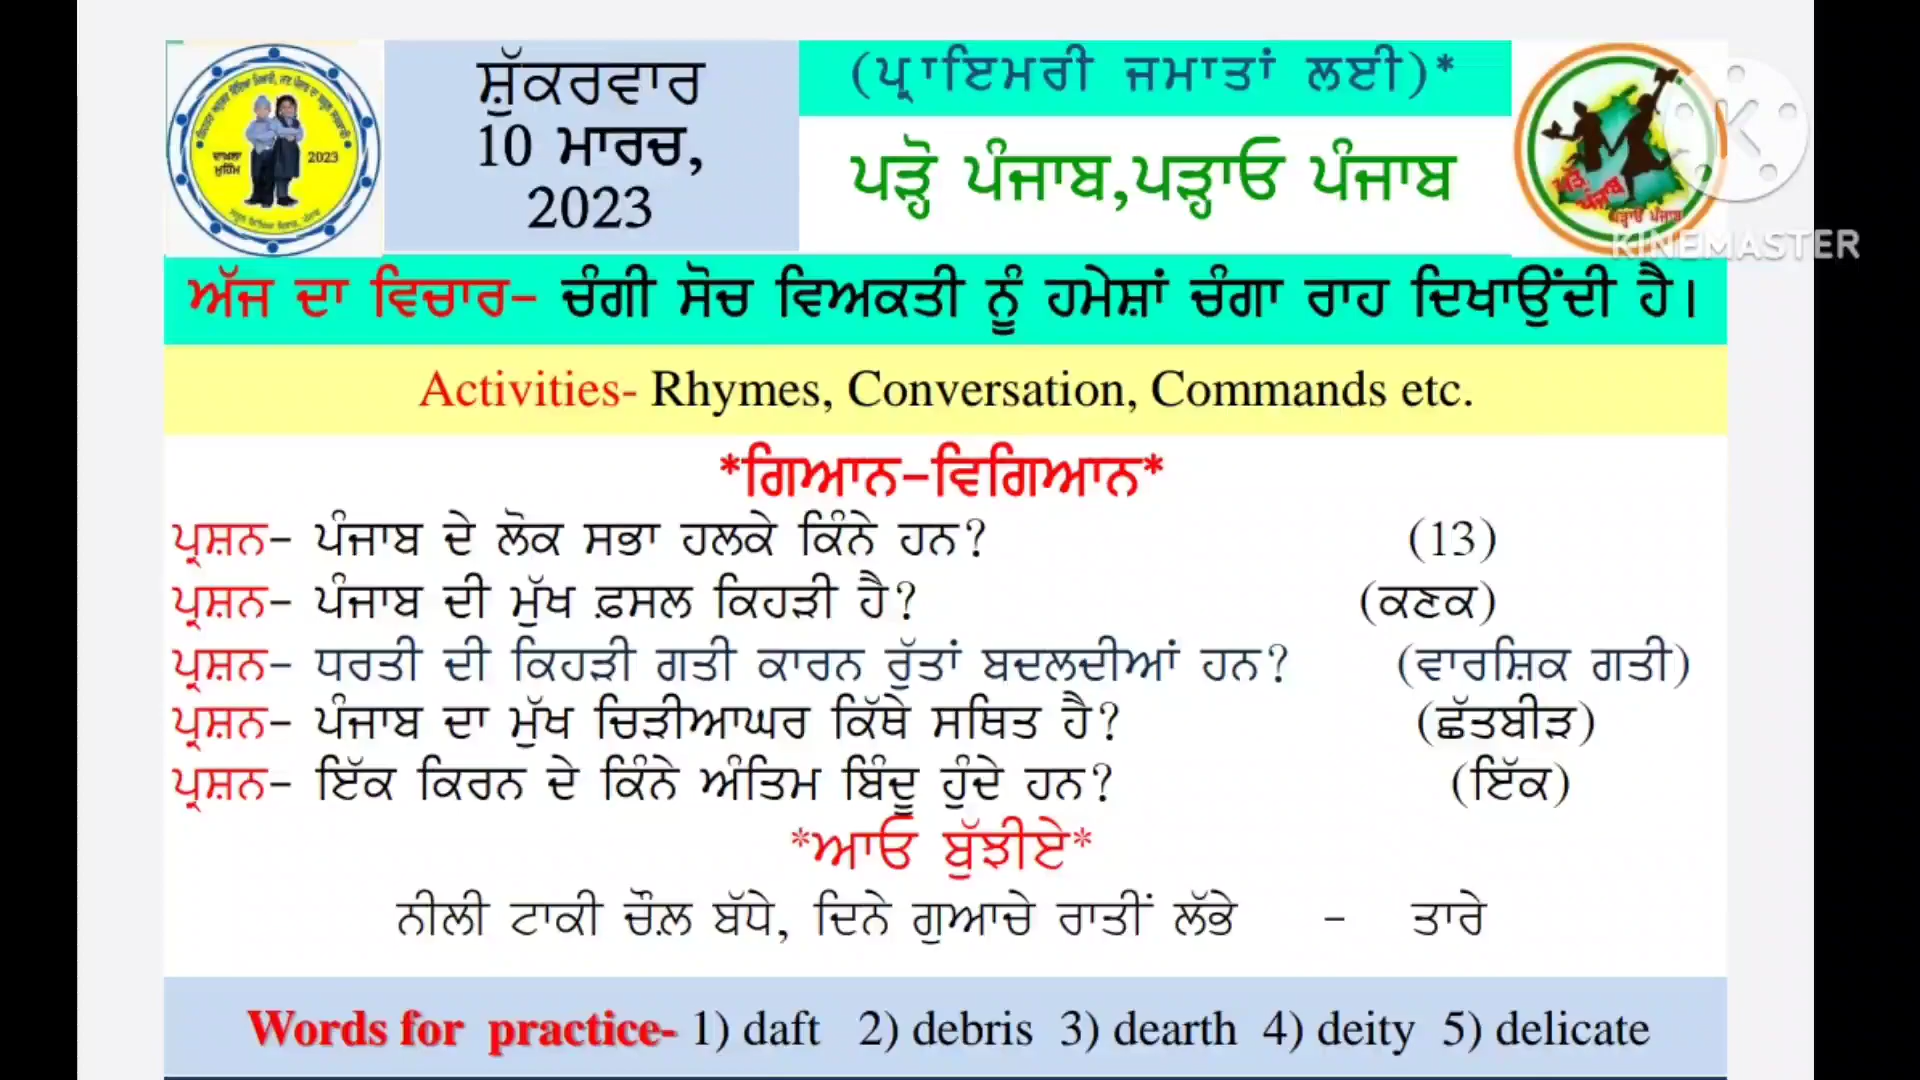 ਸ਼ੁੱਕਰਵਾਰ
10 ਮਾਰਚ,
2023
(ਪ੍ਰਾਇਮਰੀ ਜਮਾਤਾਂ ਲਈ)*
ਪੜ੍ਹੋ ਪੰਜਾਬ,ਪੜ੍ਹਾਓ ਪੰਜਾਬ
ਦਾਖ਼ਲਾ 2023
ਮੁਹਿੰਮ
ਪੜ੍ਹਾਓ ਪੰਜਾਬ
KINEMASTER
ਅੱਜ ਦਾ ਵਿਚਾਰ- ਚੰਗੀ ਸੋਚ ਵਿਅਕਤੀ ਨੂੰ ਹਮੇਸ਼ਾਂ ਚੰਗਾ ਰਾਹ ਦਿਖਾਉਂਦੀ ਹੈ।
Activities- Rhymes, Conversation, Commands etc.
*ਗਿਆਨ-ਵਿਗਿਆਨ*
ਪ੍ਰਸ਼ਨ- ਪੰਜਾਬ ਦੇ ਲੋਕ ਸਭਾ ਹਲਕੇ ਕਿੰਨੇ ਹਨ? (13)
ਪ੍ਰਸ਼ਨ- ਪੰਜਾਬ ਦੀ ਮੁੱਖ ਫ਼ਸਲ ਕਿਹੜੀ ਹੈ? (ਕਣਕ)
ਪ੍ਰਸ਼ਨ- ਧਰਤੀ ਦੀ ਕਿਹੜੀ ਗਤੀ ਕਾਰਨ ਰੁੱਤਾਂ ਬਦਲਦੀਆਂ ਹਨ? (ਵਾਰਸ਼ਿਕ ਗਤੀ)
ਪ੍ਰਸ਼ਨ- ਪੰਜਾਬ ਦਾ ਮੁੱਖ ਚਿੜੀਆਘਰ ਕਿੱਥੇ ਸਥਿਤ ਹੈ? (ਛੱਤਬੀੜ)
ਪ੍ਰਸ਼ਨ- ਇੱਕ ਕਿਰਨ ਦੇ ਕਿੰਨੇ ਅੰਤਿਮ ਬਿੰਦੂ ਹੁੰਦੇ ਹਨ? (ਇੱਕ)
*ਆਓ ਬੁੱਝੀਏ*
ਨੀਲੀ ਟਾਕੀ ਚੌਲ਼ ਬੱਧੇ, ਦਿਨੇ ਗੁਆਚੇ ਰਾਤੀਂ ਲੱਭੇ - ਤਾਰੇ
Words for practice- 1) daft 2) debris 3) dearth 4) deity 5) delicate